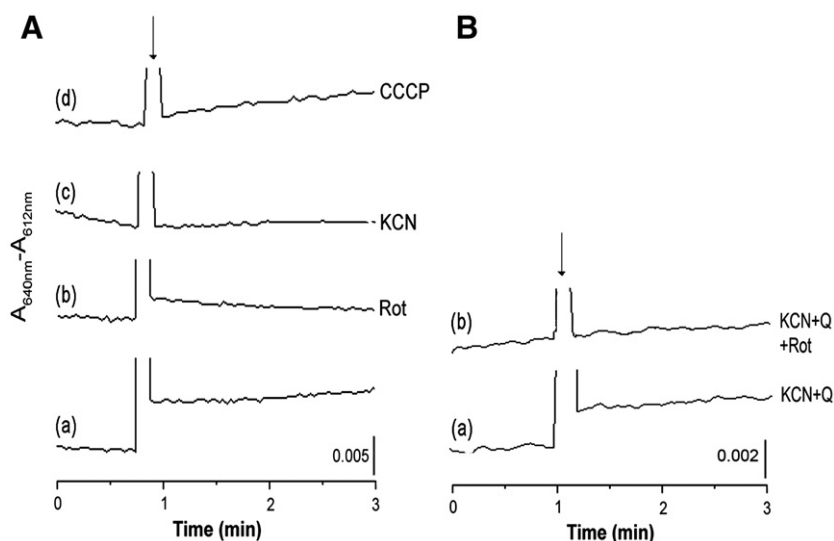 A
B
(d)
CCCP
(c)
KCN
(b)
Rot
(a)
0.005
A640nm-A612nm
0
1
2
3
Time (min)
(b)
KCN+Q
+Rot
(a)
KCN+Q
0.002
0
1
2
3
Time (min)